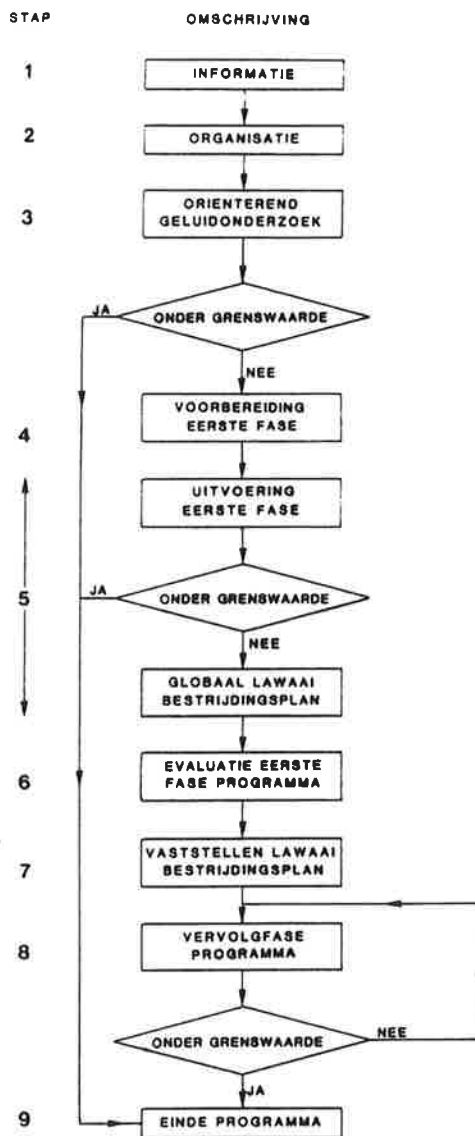 STAP OMSCHRIJVING
1 INFORMATIE
2 ORGANISATIE
3 ORIENTEREND
GELUIDONDERZOEK
JA ONDER GRENSWAARDE
NEE
4 VOORBEREIDING
EERSTE FASE
UITVOERING
EERSTE FASE
5 JA ONDER GRENSWAARDE
NEE
GLOBAAL LAWAAI
BESTRIJDINGSPLAN
6 EVALUATIE EERSTE
FASE PROGRAMMA
7 VASTSTELLEN LAWAAI
BESTRIJDINGSPLAN
8 VERVOLGFASE
PROGRAMMA
ONDER GRENSWAARDE NEE
JA
9 EINDE PROGRAMMA